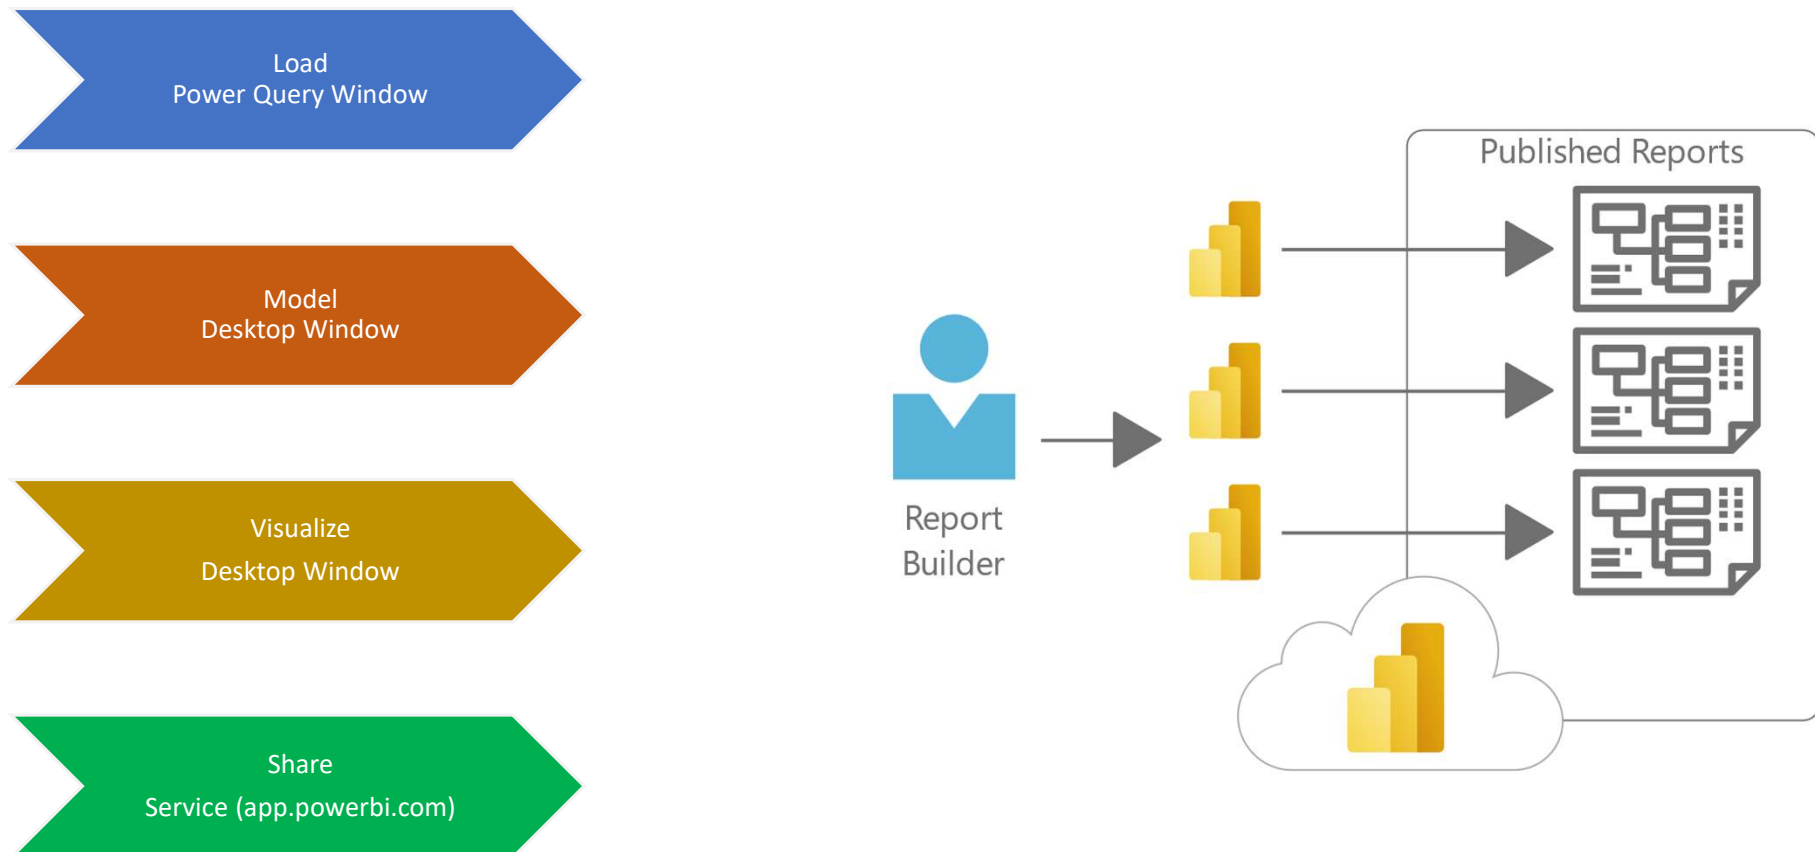 Load
Power Query Window
Model
Desktop Window
Visualize
Desktop Window
Share
Service (app.powerbi.com)
Published Reports
Report
Builder